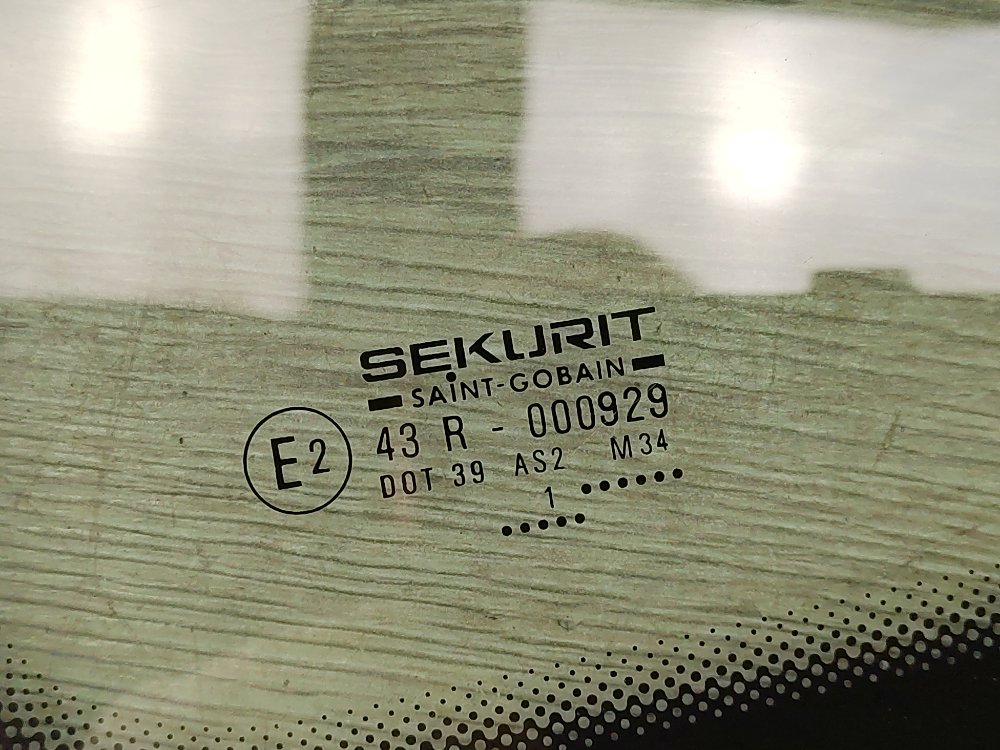 SEKURIT
SAINT-GOBAIN
E2
43 R - 000929
DOT 39 AS2 M34
1